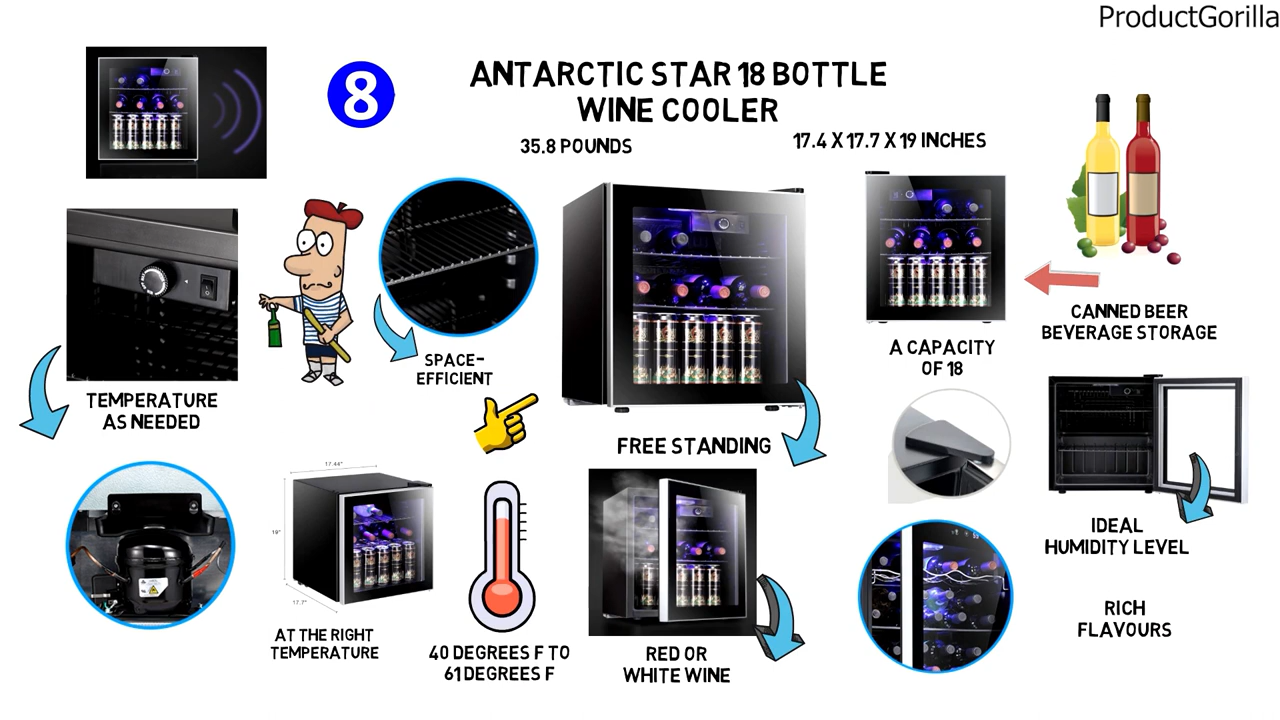 ProductGorilla
8
ANTARCTIC STAR 18 BOTTLE
WINE COOLER
35.8 POUNDS
17.4 X 17.7 X 19 INCHES
CANNED BEER
BEVERAGE STORAGE
A CAPACITY
OF 18
SPACE-
EFFICIENT
TEMPERATURE
AS NEEDED
FREE STANDING
17.44"
19"
17.7"
IDEAL
HUMIDITY LEVEL
RICH
FLAVOURS
AT THE RIGHT
TEMPERATURE
40 DEGREES F TO
61 DEGREES F
RED OR
WHITE WINE